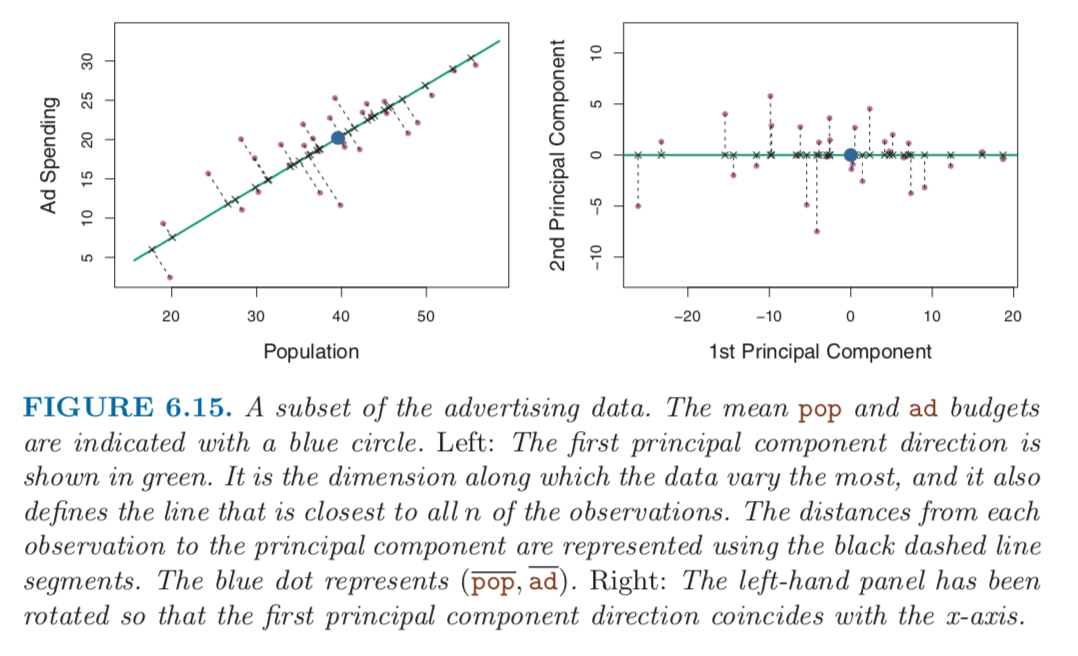 Ad Spending
5 10 15 20 25 30
20 30 40 50
Population
2nd Principal Component
−10 −5 0 5 10
−20 −10 0 10 20
1st Principal Component
FIGURE 6.15. A subset of the advertising data. The mean pop and ad budgets
are indicated with a blue circle. Left: The first principal component direction is
shown in green. It is the dimension along which the data vary the most, and it also
defines the line that is closest to all n of the observations. The distances from each
observation to the principal component are represented using the black dashed line
segments. The blue dot represents (p̅o̅p̅, a̅d̅). Right: The left-hand panel has been
rotated so that the first principal component direction coincides with the x-axis.